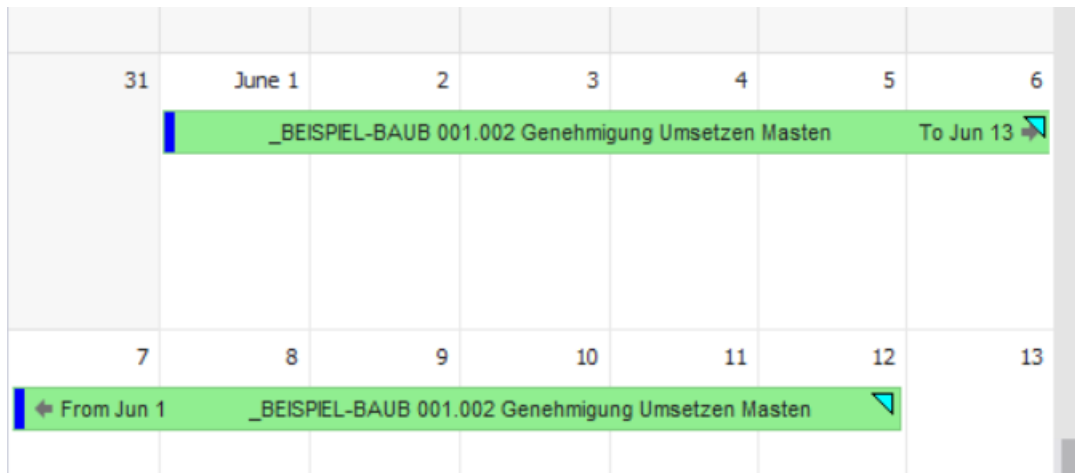 31 June 1 2 3 4 5 6
_BEISPIEL-BAUB 001.002 Genehmigung Umsetzen Masten To Jun 13
7 8 9 10 11 12 13
From Jun 1 _BEISPIEL-BAUB 001.002 Genehmigung Umsetzen Masten